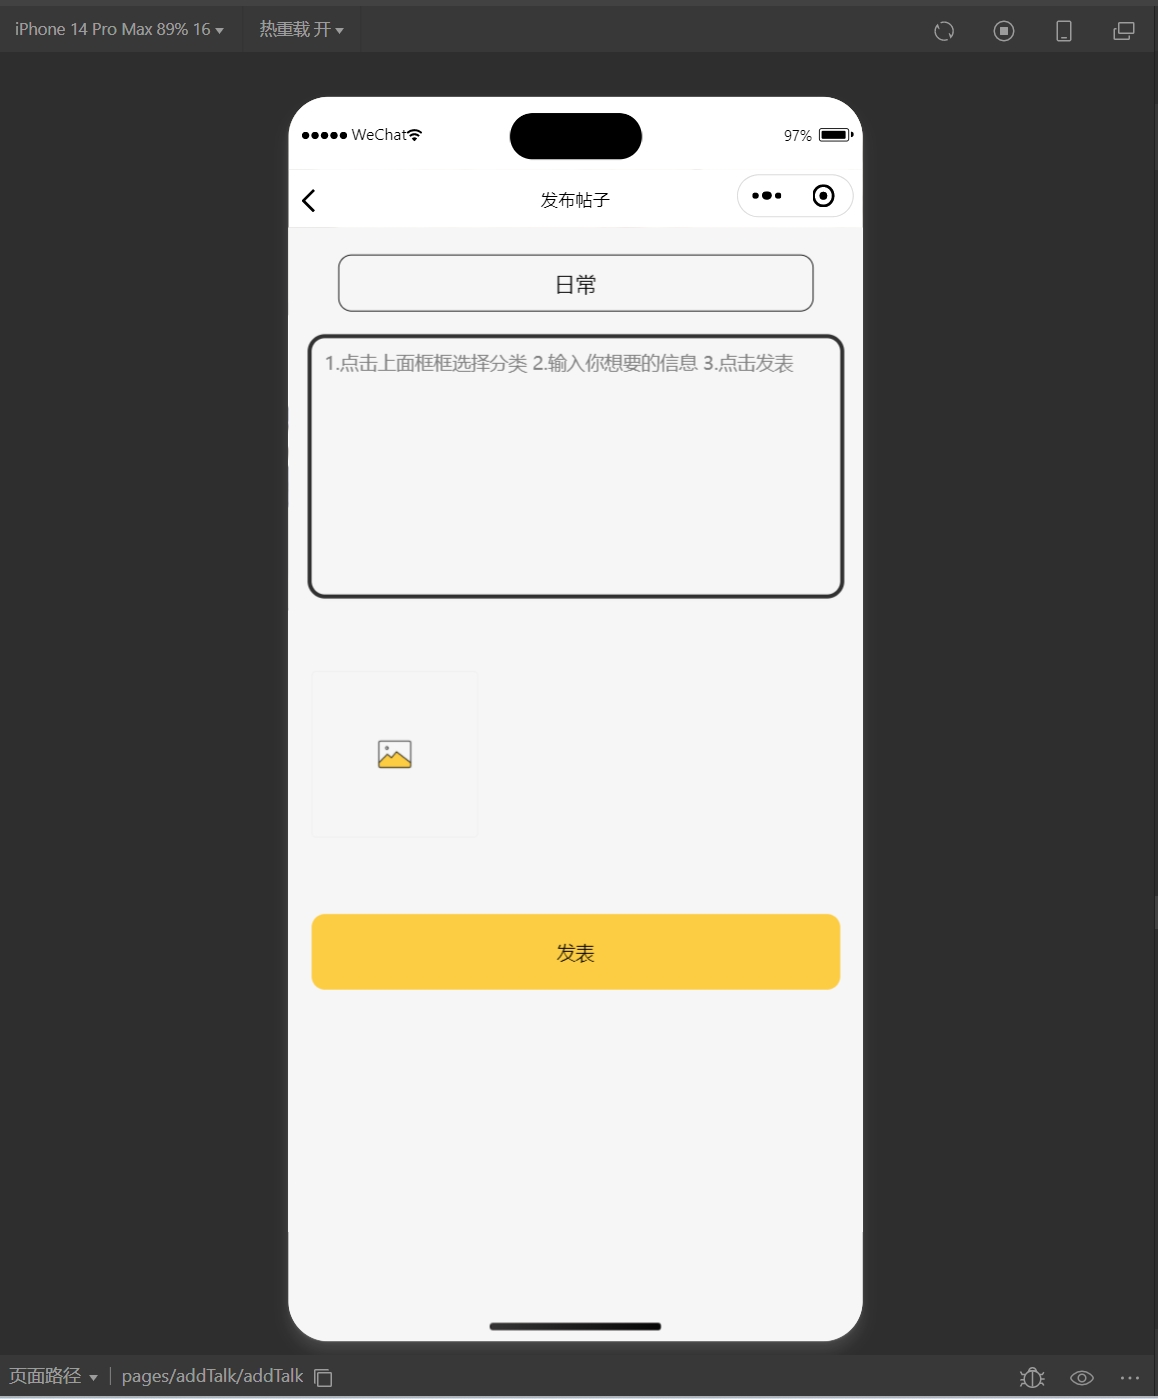 iPhone 14 Pro Max 89% 16 热重载 开
WeChat 97%
发布帖子
日常
1.点击上面框框选择分类 2.输入你想要的信息 3.点击发表
发表
页面路径 pages/addTalk/addTalk